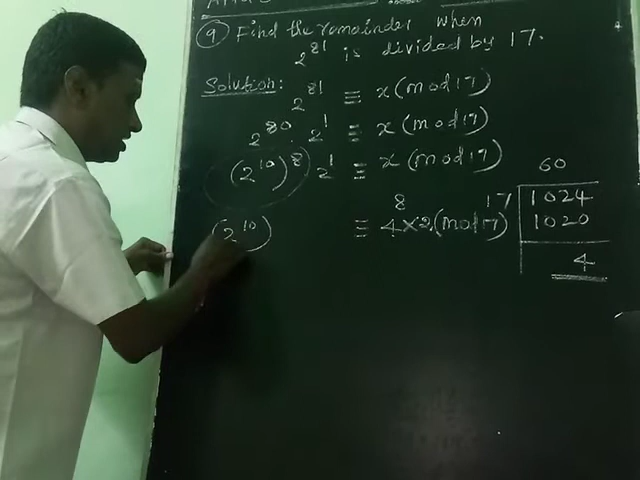 ⑨ Find the remainder when
2^81 is divided by 17.
Solution:
2^81 ≡ x (mod 17)
2^80 . 2^1 ≡ x (mod 17)
(2^10)^8 2^1 ≡ x (mod 17)
(2^10) ≡ 4^8 × 2 (mod 17)
60
17 1024
1020
4